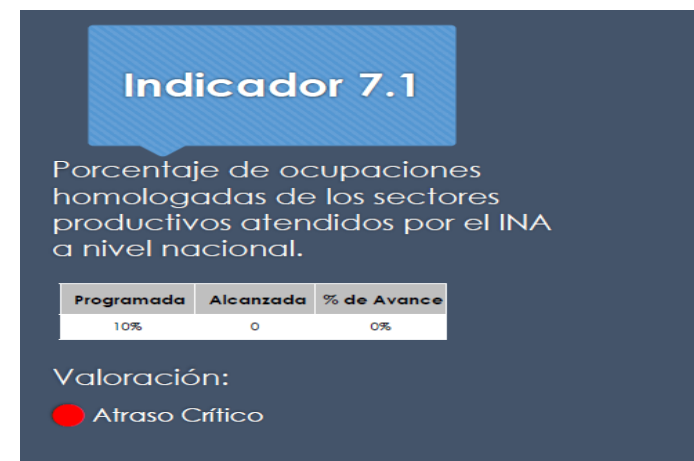 Indicador 7.1
Porcentaje de ocupaciones
homologadas de los sectores
productivos atendidos por el INA
a nivel nacional.
Programada Alcanzada % de Avance
10% 0 0%
Valoración:
Atraso Crítico